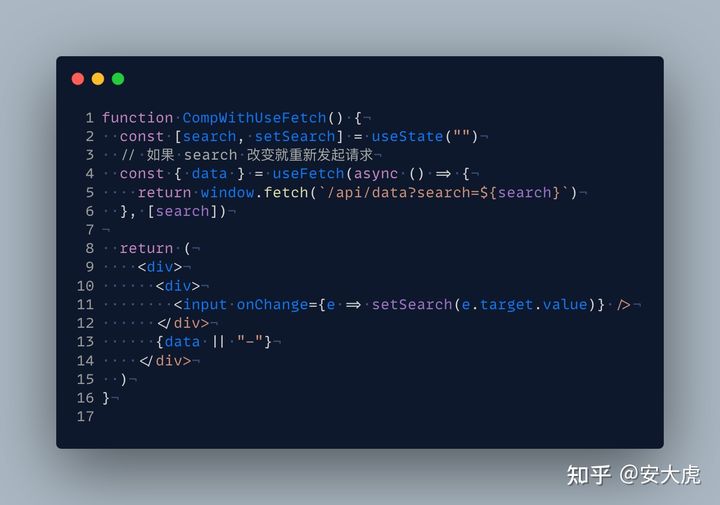 1 function CompWithUseFetch() {
2   const [search, setSearch] = useState("")
3   // 如果 search 改变就重新发起请求
4   const { data } = useFetch(async () => {
5     return window.fetch(`/api/data?search=${search}`)
6   }, [search])
7
8   return (
9     <div>
10       <div>
11         <input onChange={e => setSearch(e.target.value)} />
12       </div>
13       {data || "-"}
14     </div>
15   )
16 }
17
知乎 @安大虎